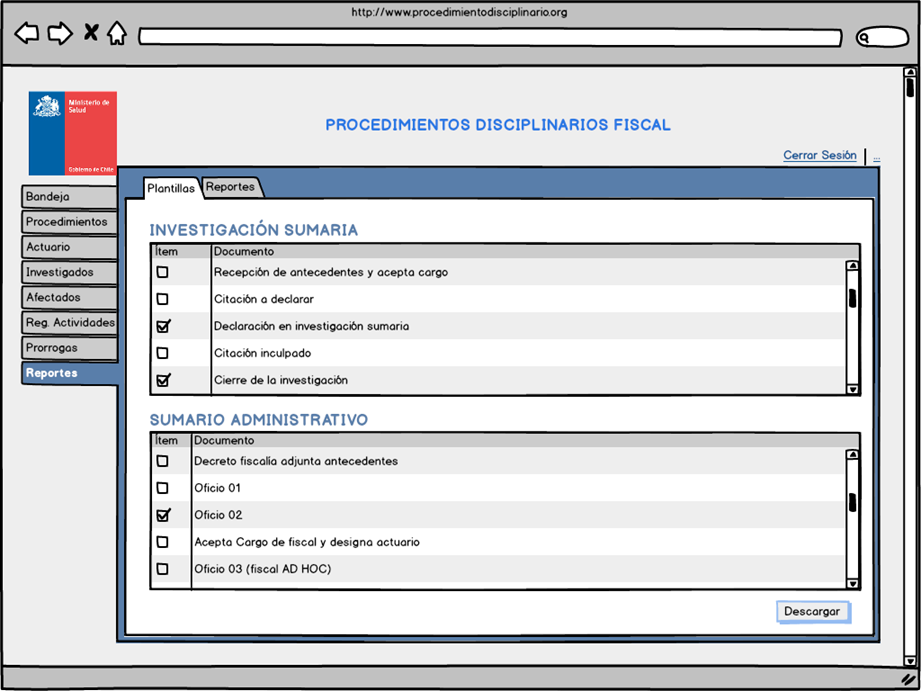 http://www.procedimientodisciplinario.org
Ministerio de
Salud
Gobierno de Chile
PROCEDIMIENTOS DISCIPLINARIOS FISCAL
Cerrar Sesión
...
Bandeja
Procedimientos
Actuario
Investigados
Afectados
Reg. Actividades
Prorrogas
Reportes
Plantillas
Reportes
INVESTIGACIÓN SUMARIA
Ítem Documento
Recepción de antecedentes y acepta cargo
Citación a declarar
Declaración en investigación sumaria
Citación inculpado
Cierre de la investigación
SUMARIO ADMINISTRATIVO
Ítem Documento
Decreto fiscalía adjunta antecedentes
Oficio 01
Oficio 02
Acepta Cargo de fiscal y designa actuario
Oficio 03 (fiscal AD HOC)
Descargar